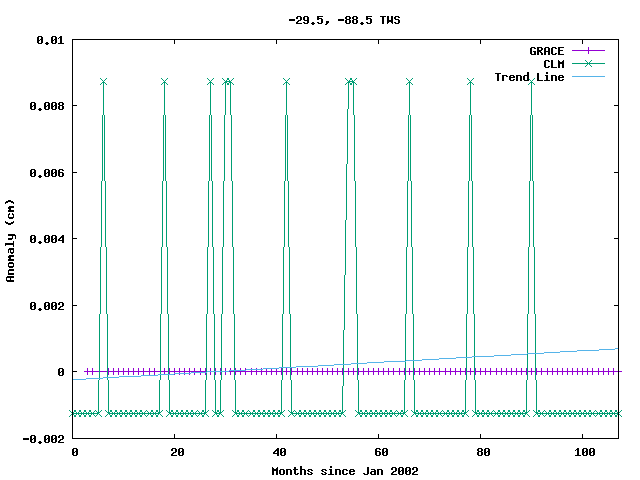 -29.5, -88.5 TWS
GRACE
CLM
Trend Line
0.01
0.008
0.006
0.004
0.002
0
-0.002
Anomaly (cm)
0 20 40 60 80 100
Months since Jan 2002